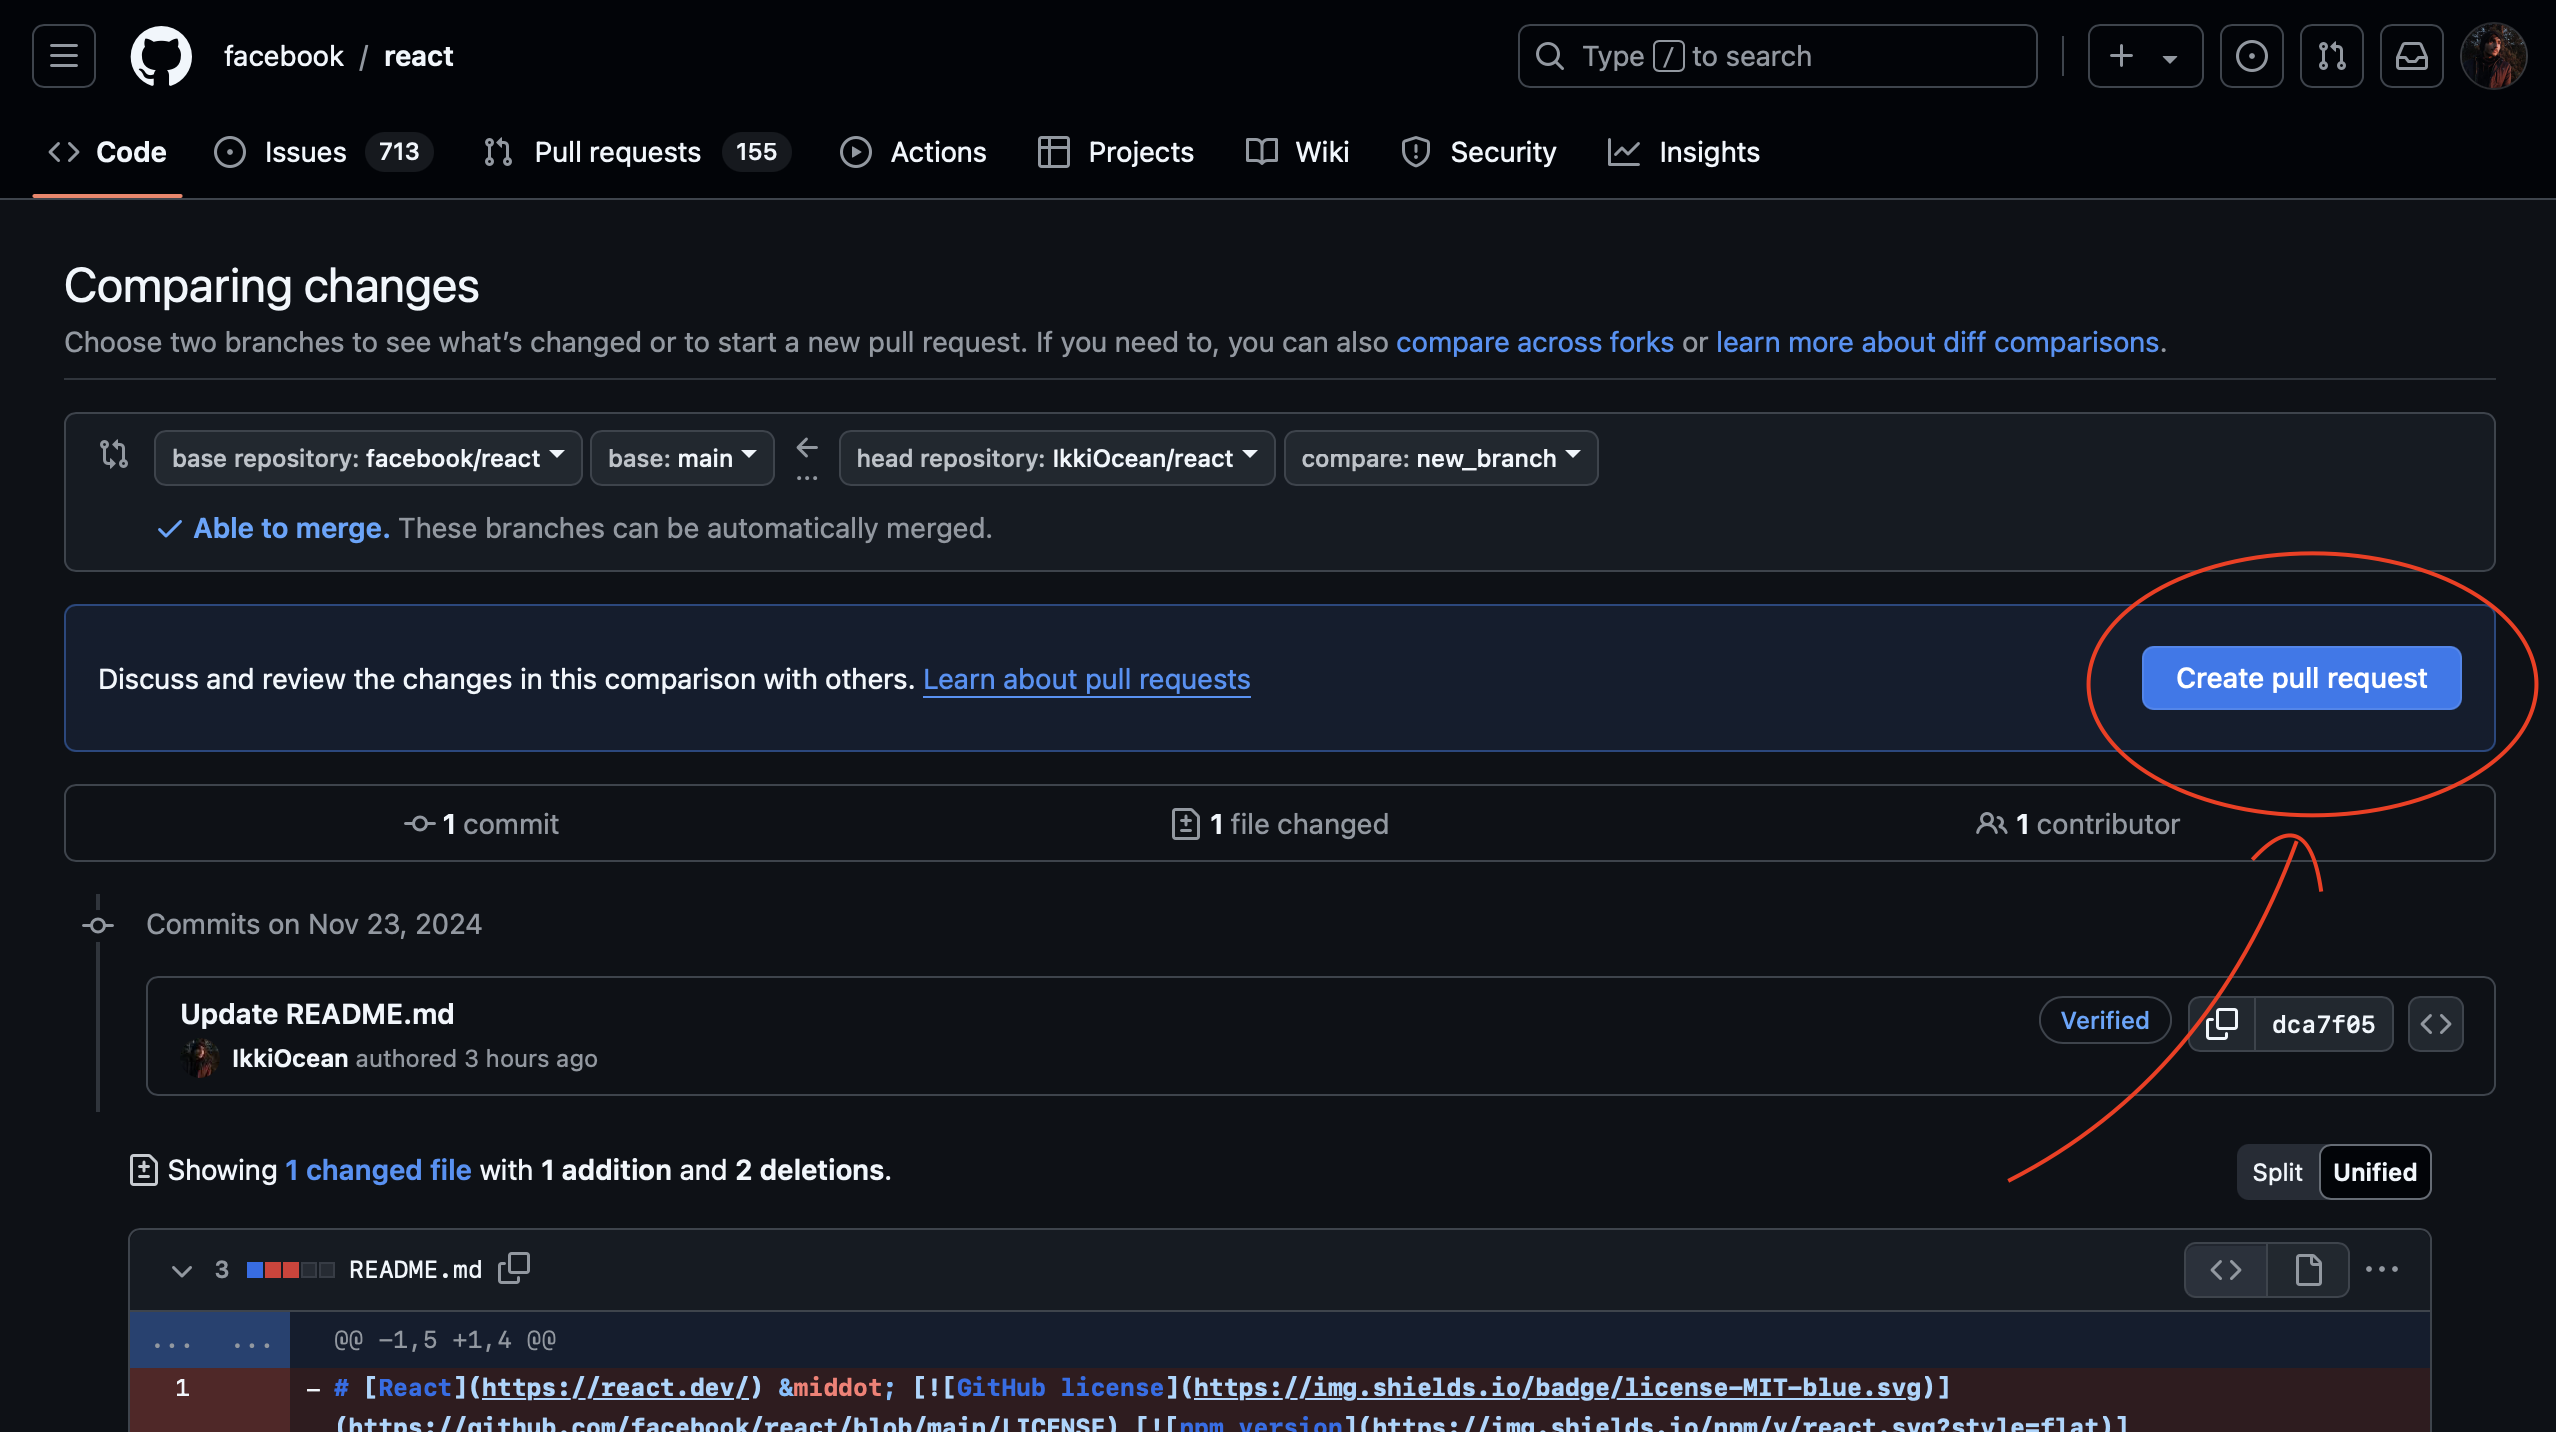 facebook / react
Type / to search
Code Issues 713 Pull requests 155 Actions Projects Wiki Security Insights
Comparing changes
Choose two branches to see what’s changed or to start a new pull request. If you need to, you can also compare across forks or learn more about diff comparisons.
base repository: facebook/react base: main ... head repository: IkkiOcean/react compare: new_branch
Able to merge. These branches can be automatically merged.
Discuss and review the changes in this comparison with others. Learn about pull requests
Create pull request
1 commit 1 file changed 1 contributor
Commits on Nov 23, 2024
Update README.md
Verified dca7f05
IkkiOcean authored 3 hours ago
Showing 1 changed file with 1 addition and 2 deletions.
Split Unified
3 README.md
... ... @@ -1,5 +1,4 @@
1 - # [React](https://react.dev/) &middot; [![GitHub license](https://img.shields.io/badge/license-MIT-blue.svg)]
(https://github.com/facebook/react/blob/main/LICENSE) [![npm version](https://img.shields.io/npm/v/react.svg?style=flat)]